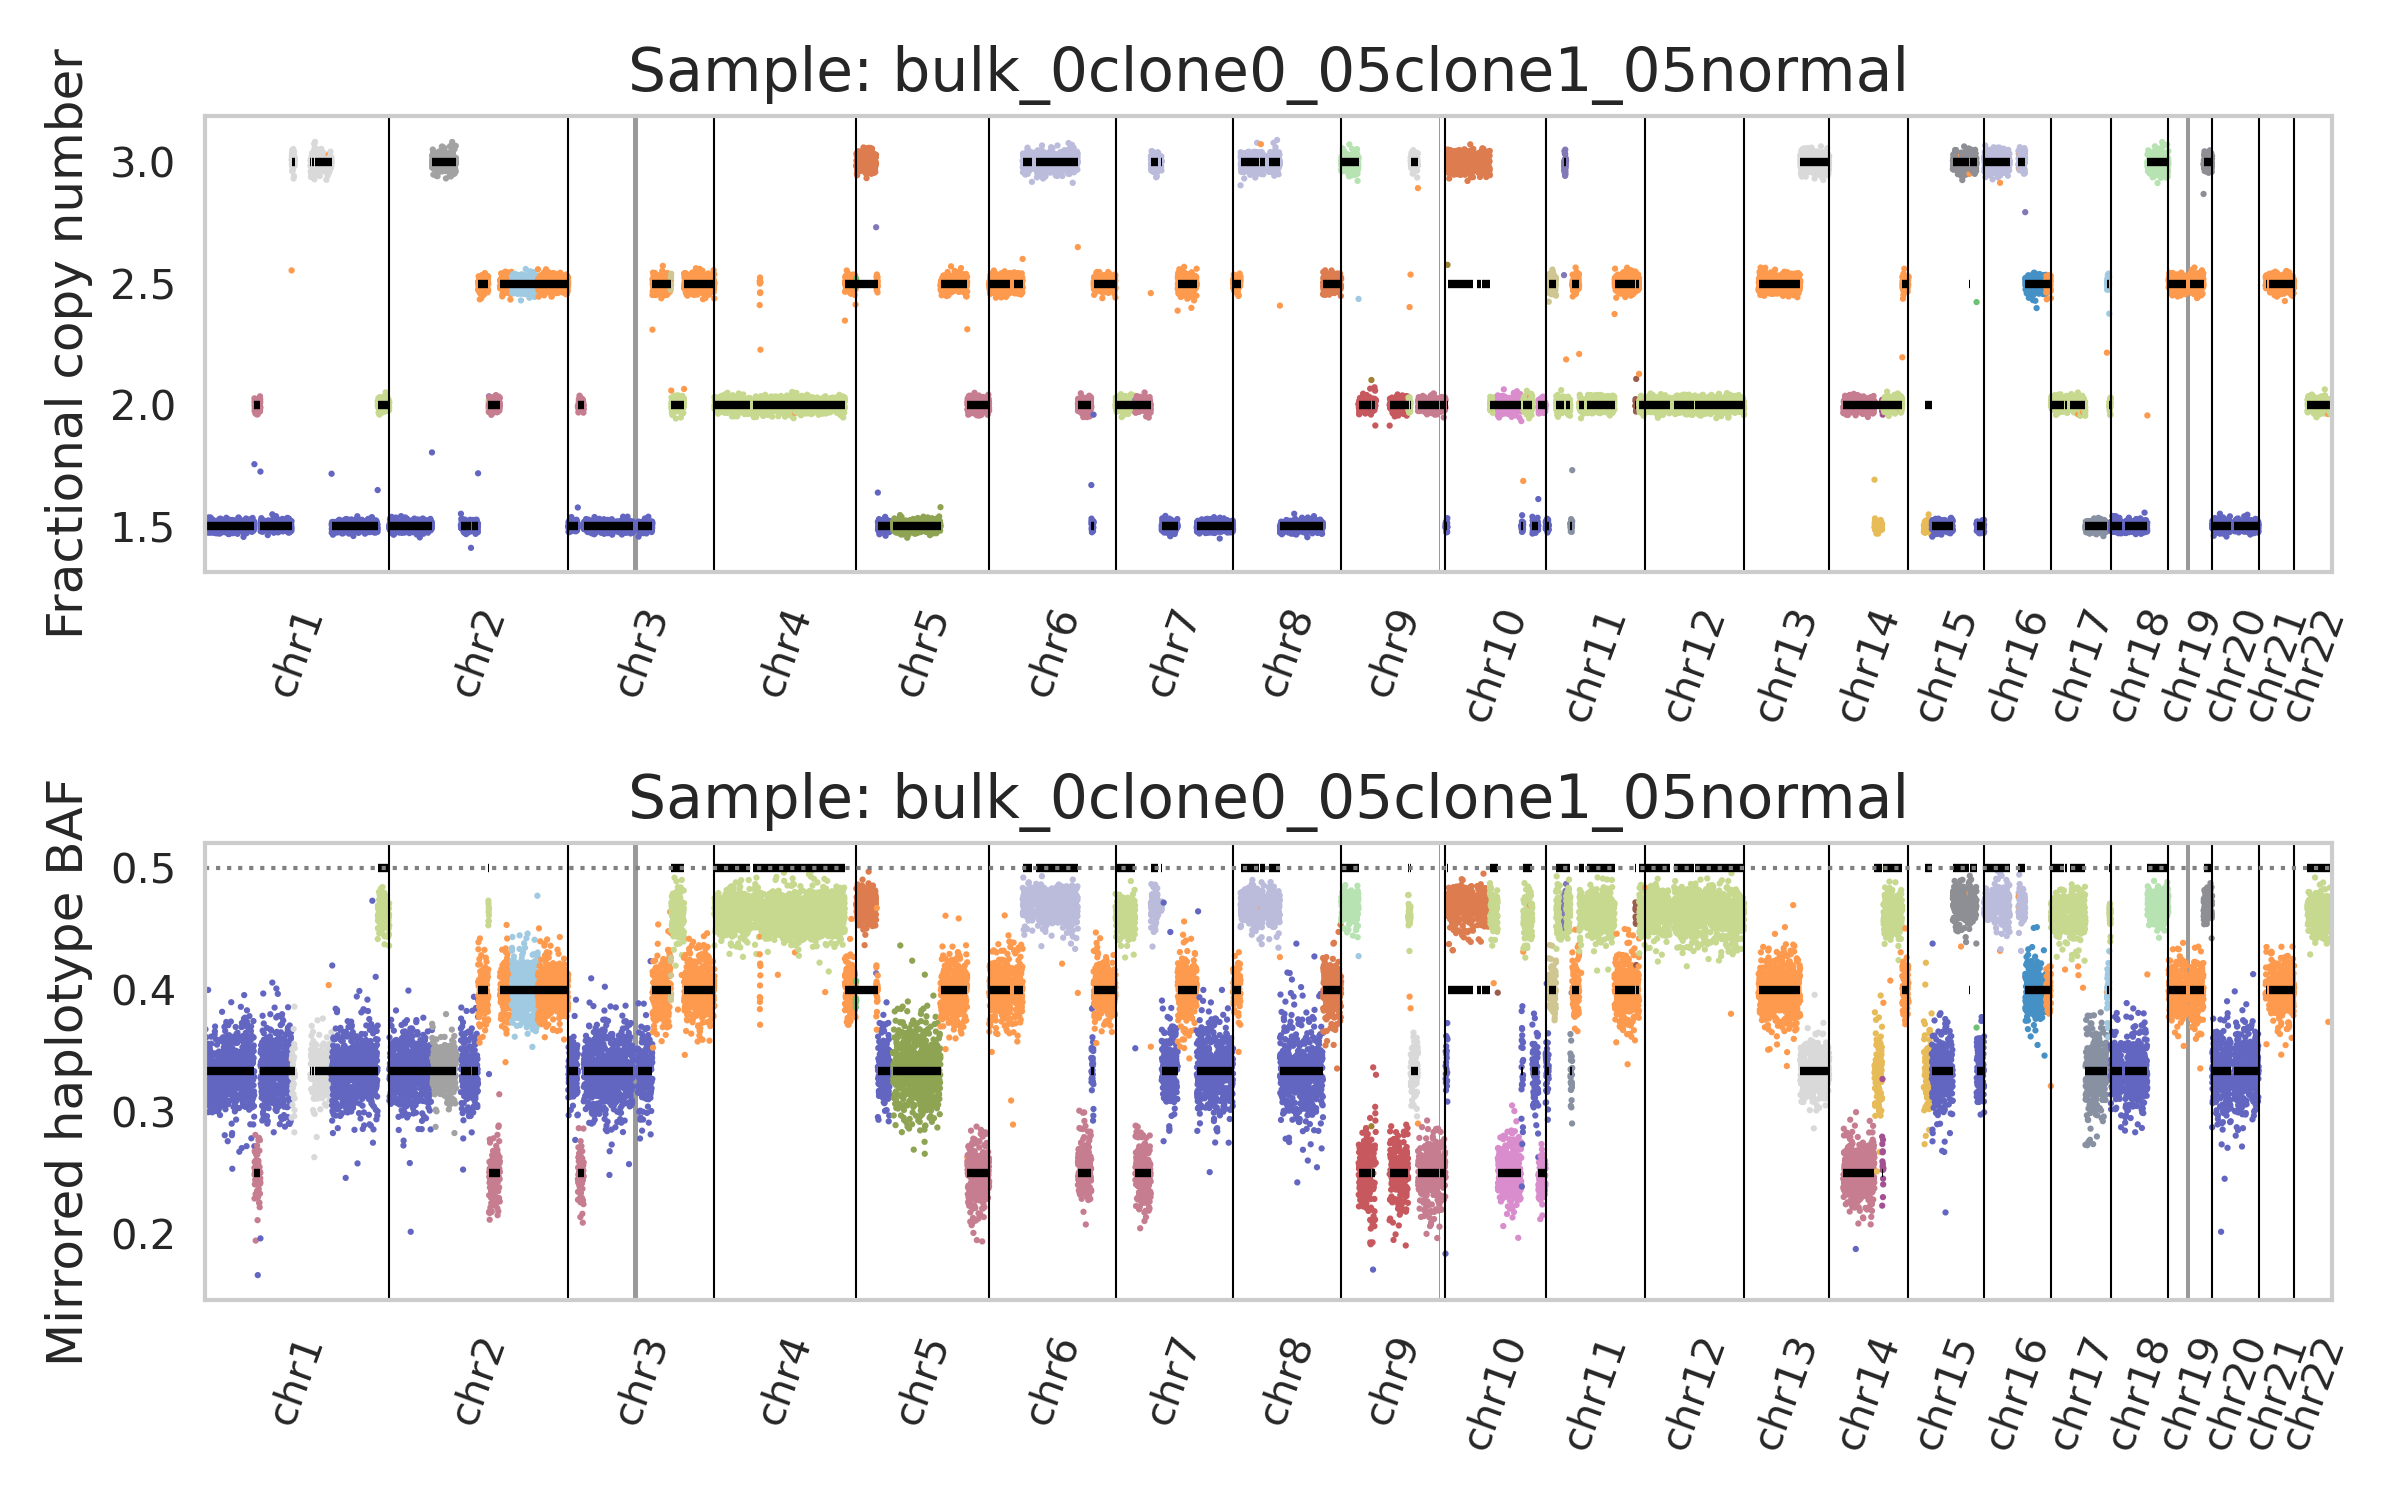 Sample: bulk_0clone0_05clone1_05normal
Fractional copy number
3.0
2.5
2.0
1.5
chr1
chr2
chr3
chr4
chr5
chr6
chr7
chr8
chr9
chr10
chr11
chr12
chr13
chr14
chr15
chr16
chr17
chr18
chr19
chr20
chr21
chr22
Sample: bulk_0clone0_05clone1_05normal
Mirrored haplotype BAF
0.5
0.4
0.3
0.2
chr1
chr2
chr3
chr4
chr5
chr6
chr7
chr8
chr9
chr10
chr11
chr12
chr13
chr14
chr15
chr16
chr17
chr18
chr19
chr20
chr21
chr22